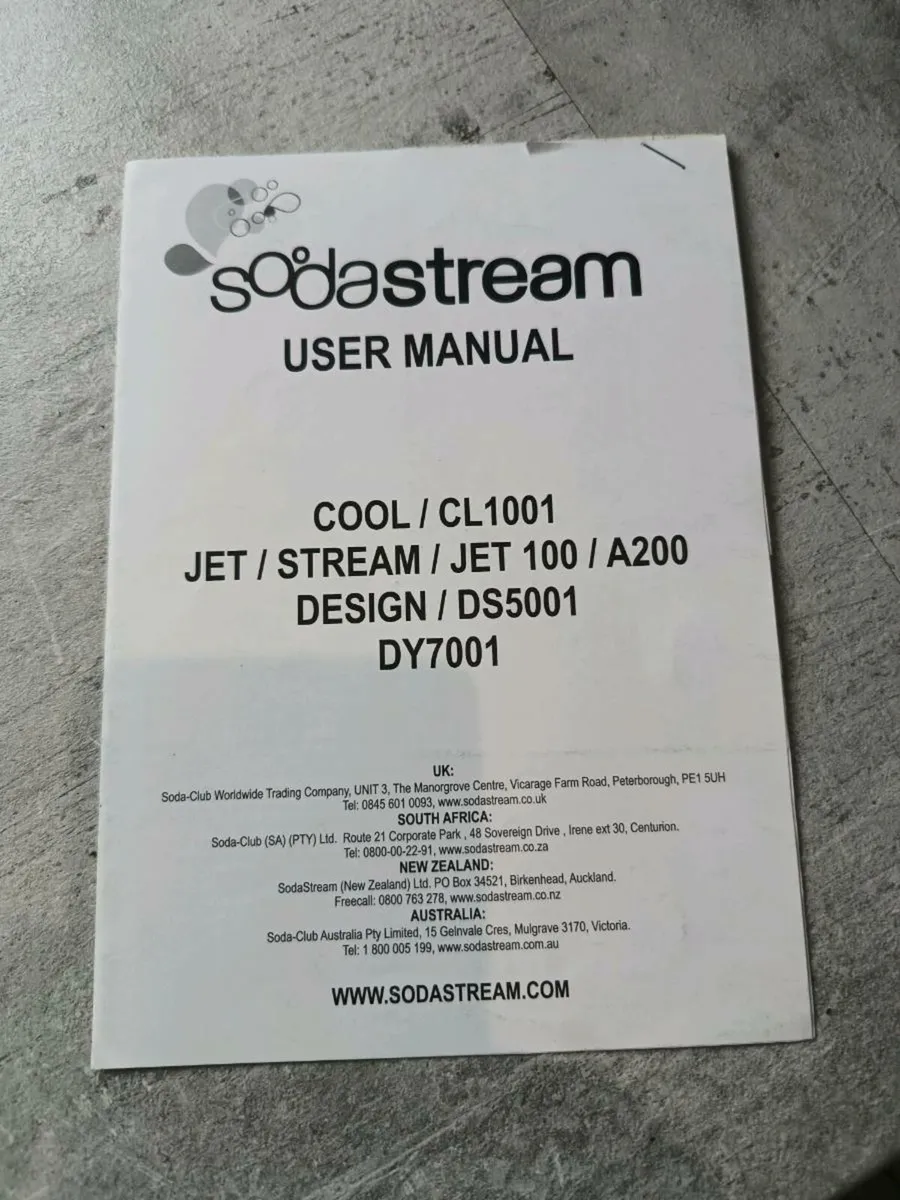 sodastream
USER MANUAL
COOL / CL1001
JET / STREAM / JET 100 / A200
DESIGN / DS5001
DY7001
UK:
Soda-Club Worldwide Trading Company, UNIT 3, The Manorgrove Centre, Vicarage Farm Road, Peterborough, PE1 5UH
Tel: 0845 601 0093, www.sodastream.co.uk
SOUTH AFRICA:
Soda-Club (SA) (PTY) Ltd. Route 21 Corporate Park , 48 Sovereign Drive , Irene ext 30, Centurion.
Tel: 0800-00-22-91, www.sodastream.co.za
NEW ZEALAND:
SodaStream (New Zealand) Ltd. PO Box 34521, Birkenhead, Auckland.
Freecall: 0800 763 278, www.sodastream.co.nz
AUSTRALIA:
Soda-Club Australia Pty Limited, 15 Gelnvale Cres, Mulgrave 3170, Victoria.
Tel: 1 800 005 199, www.sodastream.com.au
WWW.SODASTREAM.COM